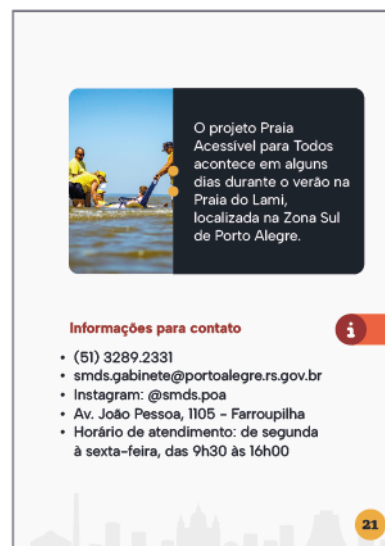 O projeto Praia
Acessível para Todos
acontece em alguns
dias durante o verão na
Praia do Lami,
localizada na Zona Sul
de Porto Alegre.
Informações para contato
i
• (51) 3289.2331
• smds.gabinete@portoalegre.rs.gov.br
• Instagram: @smds.poa
• Av. João Pessoa, 1105 - Farroupilha
• Horário de atendimento: de segunda
à sexta-feira, das 9h30 às 16h00
21